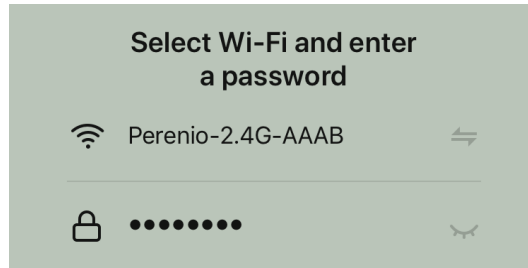 Select Wi-Fi and enter
a password
Perenio-2.4G-AAAB
••••••••